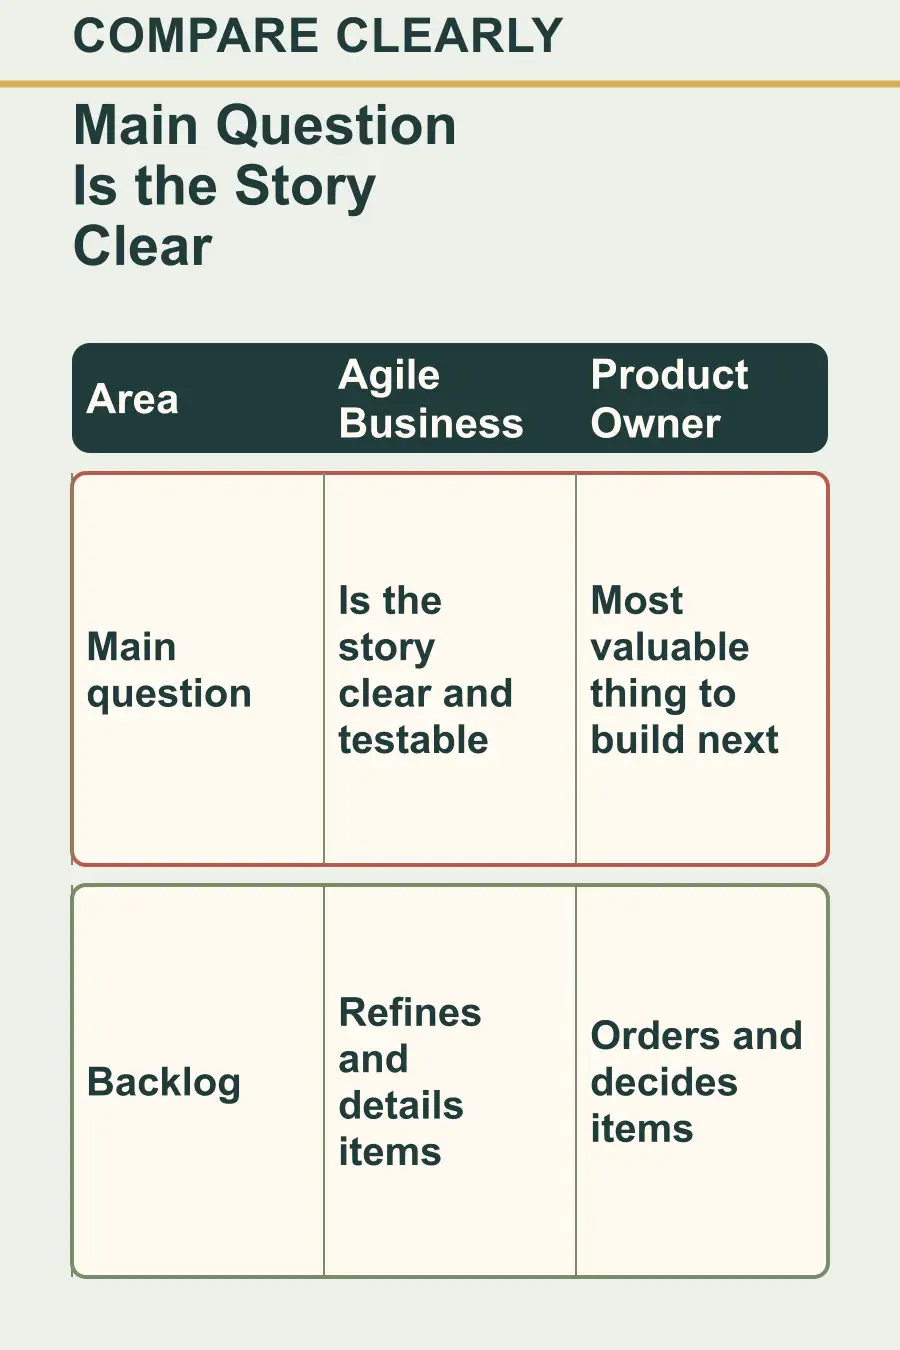 COMPARE CLEARLY
Main Question
Is the Story
Clear
Area
Agile
Business
Product
Owner
Main
question
Is the
story
clear and
testable
Most
valuable
thing to
build next
Backlog
Refines
and
details
items
Orders and
decides
items